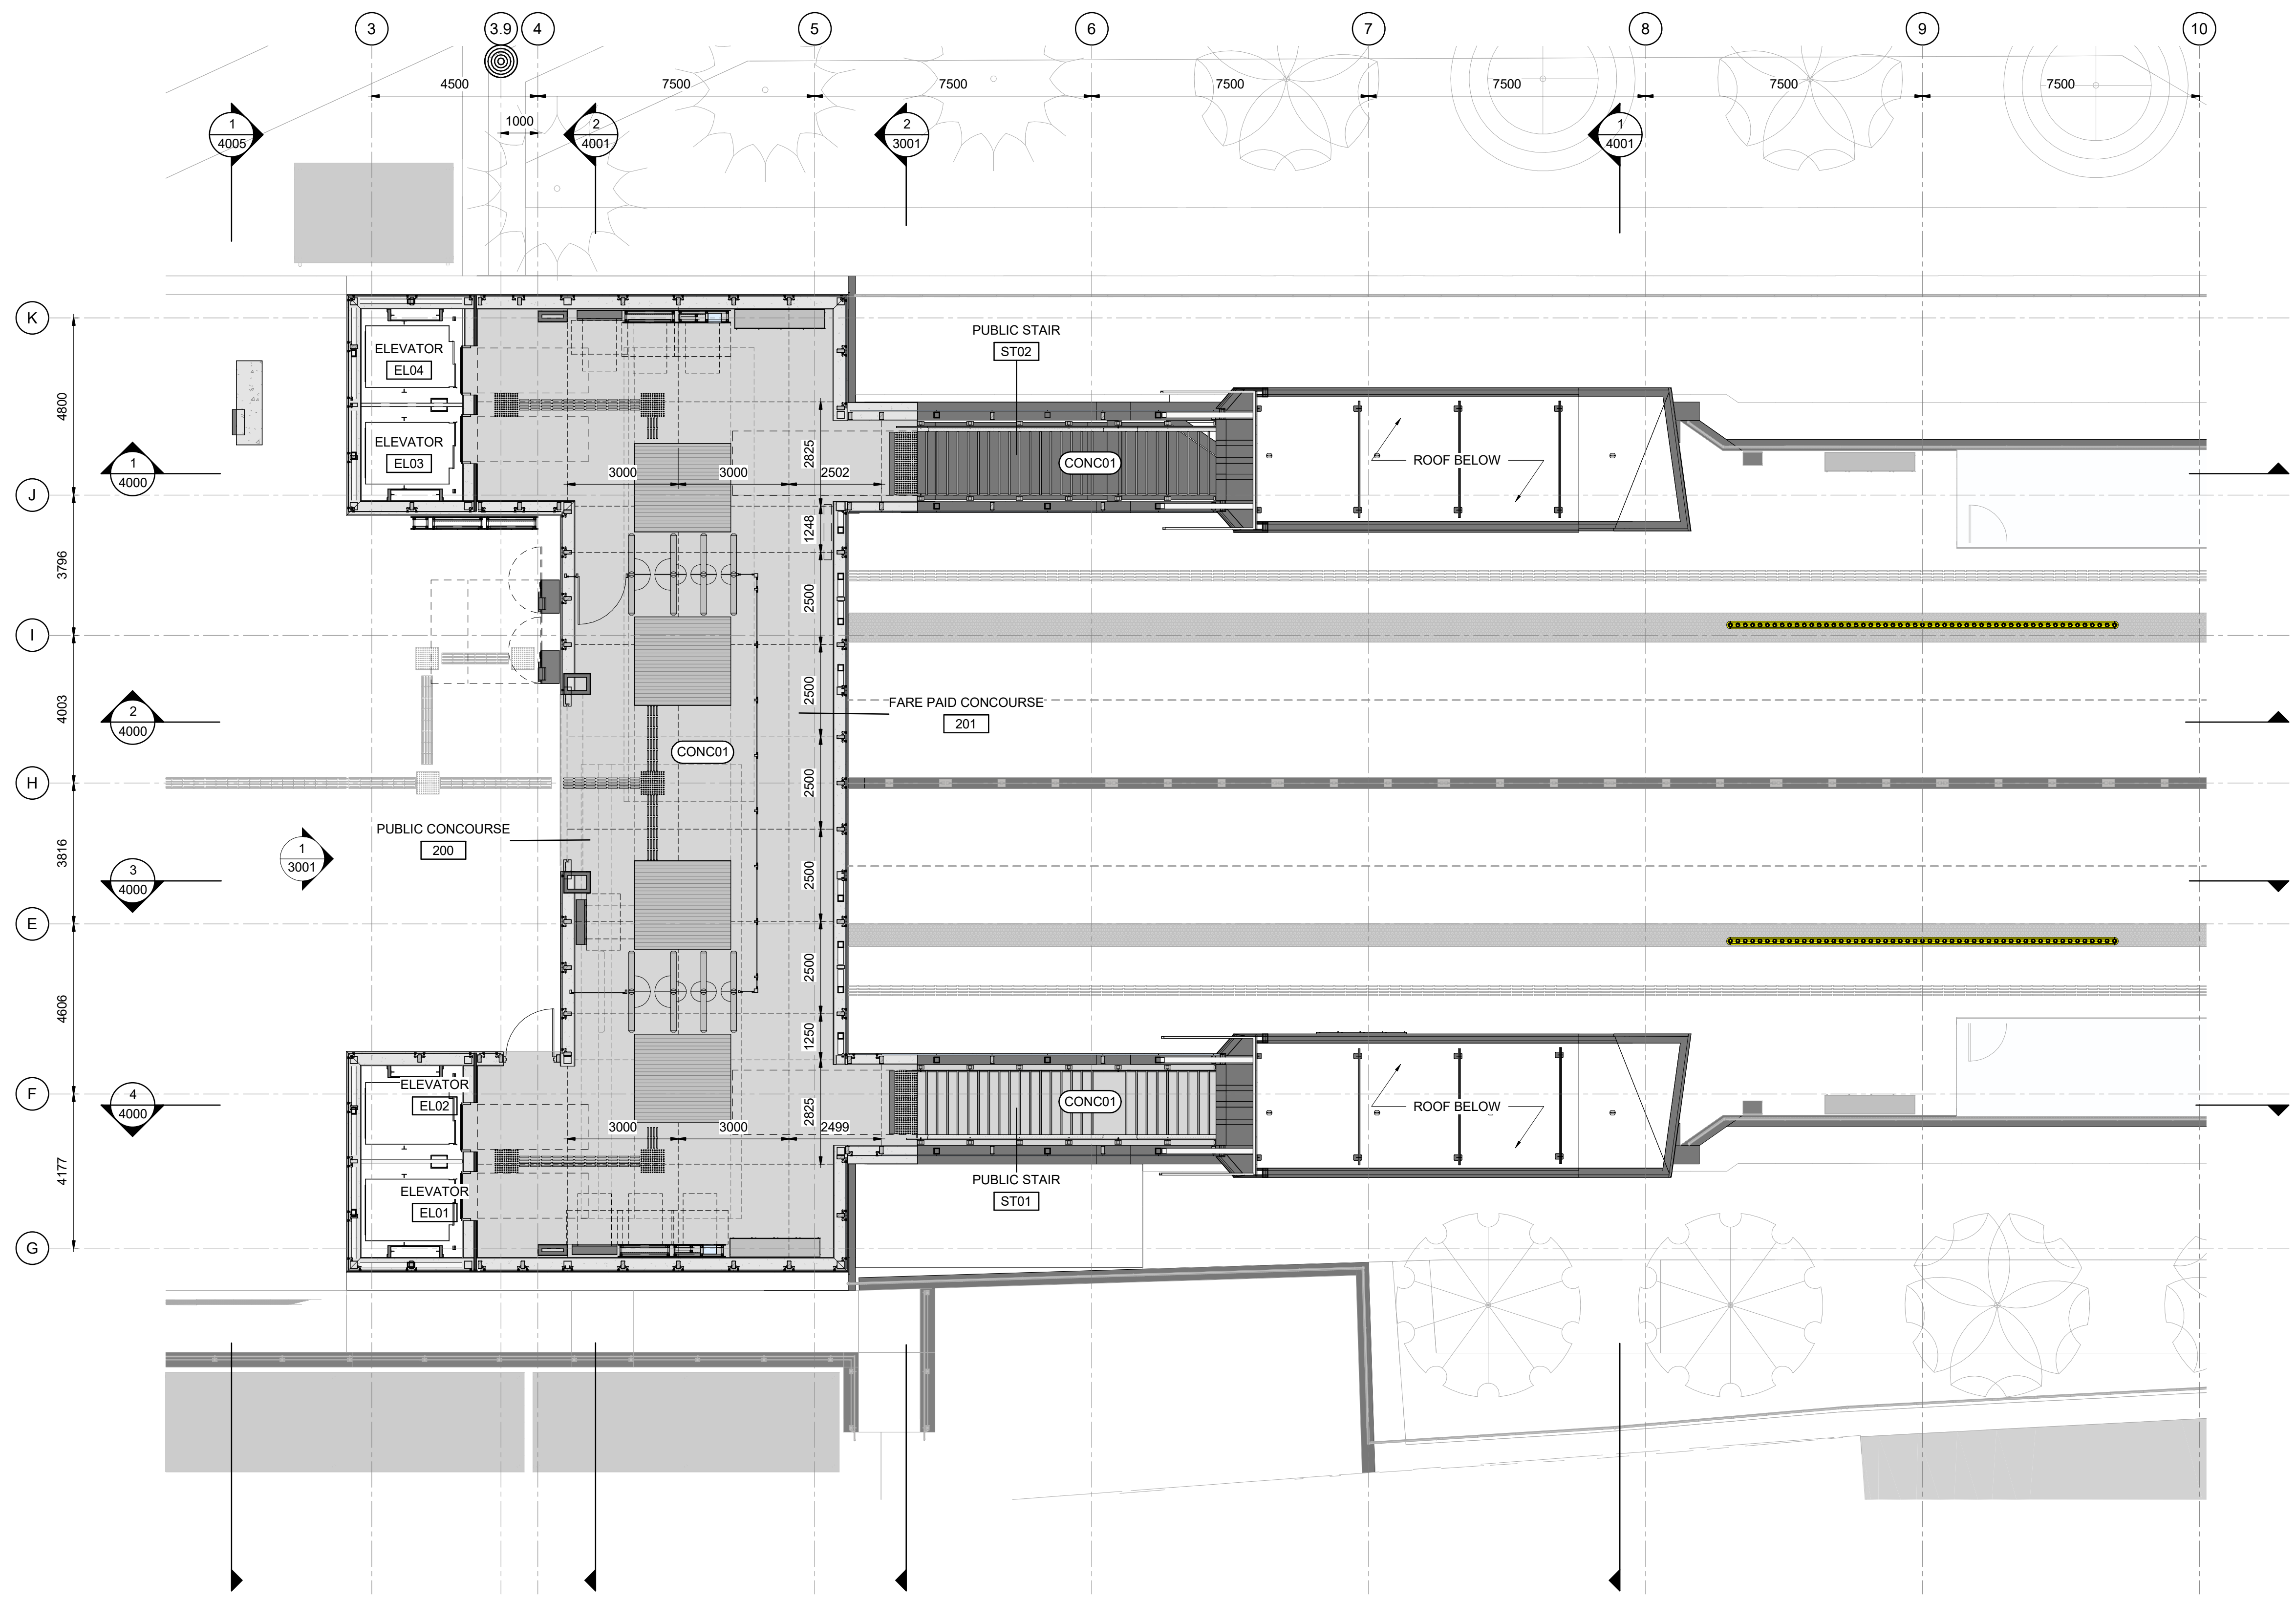 3
3.9
4
5
6
7
8
9
10
4500
7500
7500
7500
7500
7500
7500
1000
1
4005
2
4001
2
3001
1
4001
K
ELEVATOR
EL04
PUBLIC STAIR
ST02
4800
ELEVATOR
EL03
1
4000
3000
3000
2825
2502
CONC01
ROOF BELOW
J
1248
3796
2500
I
2500
4003
2
4000
FARE PAID CONCOURSE
201
CONC01
H
2500
PUBLIC CONCOURSE
200
3816
1
3001
2500
3
4000
E
2500
4606
1250
F
ELEVATOR
EL02
4
4000
CONC01
ROOF BELOW
3000
3000
2825
2499
4177
ELEVATOR
EL01
PUBLIC STAIR
ST01
G